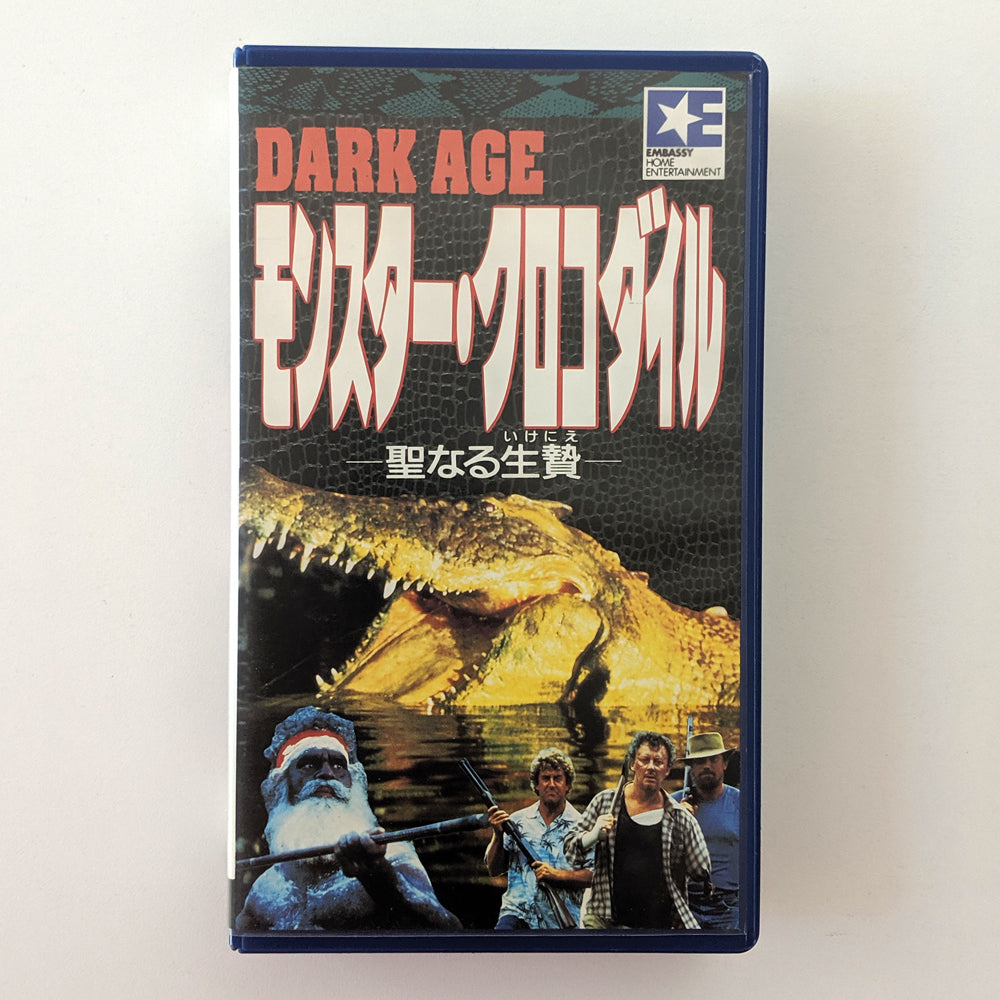 E
EMBASSY
HOME
ENTERTAINMENT
DARK AGE
モンスター・クロコダイル
いけにえ
―聖なる生贄―